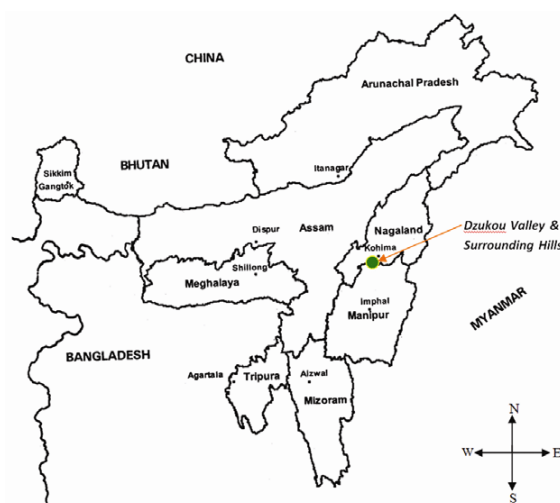 CHINA
Arunachal Pradesh
Sikkim
Gangtok
BHUTAN
Itanagar
Dispur
Assam
Nagaland
Kohima
Dzukou Valley &
Surrounding Hills
Shillong
Meghalaya
Imphal
Manipur
MYANMAR
BANGLADESH
Agartala
Tripura
Aizwal
Mizoram
N
W
E
S